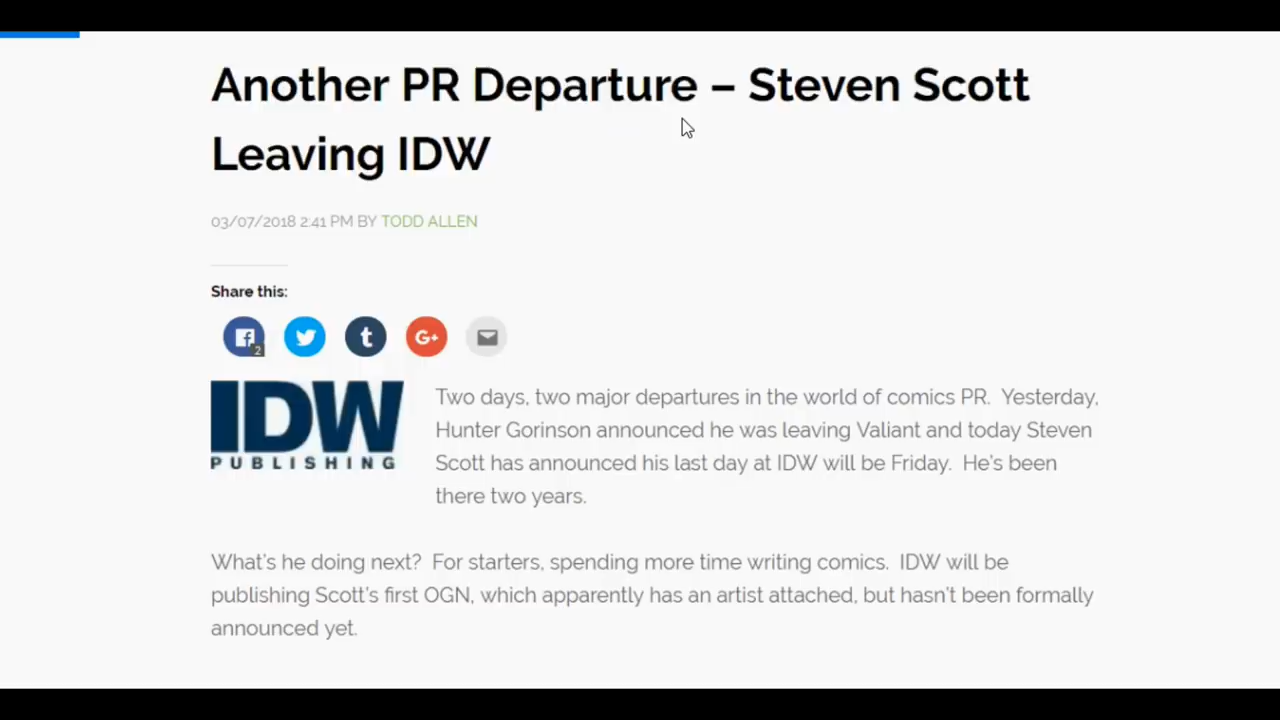 Another PR Departure – Steven Scott
Leaving IDW
03/07/2018 2:41 PM BY TODD ALLEN
Share this:
2
IDW
PUBLISHING
Two days, two major departures in the world of comics PR. Yesterday,
Hunter Gorinson announced he was leaving Valiant and today Steven
Scott has announced his last day at IDW will be Friday. He's been
there two years.
What's he doing next? For starters, spending more time writing comics. IDW will be
publishing Scott's first OGN, which apparently has an artist attached, but hasn't been formally
announced yet.